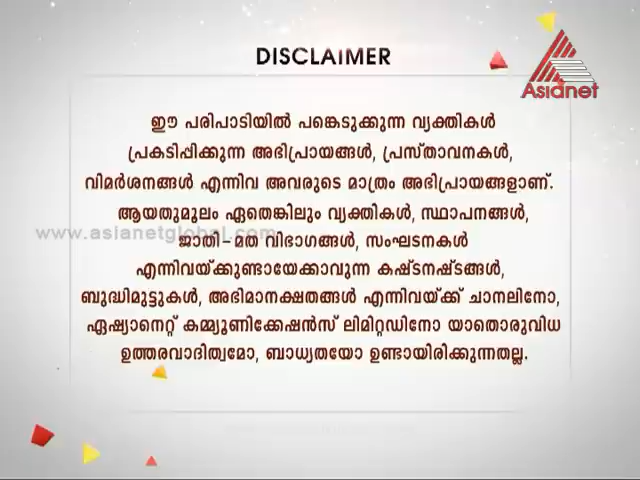 DISCLAIMER
Asianet
ഈ പരിപാടിയിൽ പങ്കെടുക്കുന്ന വ്യക്തികൾ
പ്രകടിപ്പിക്കുന്ന അഭിപ്രായങ്ങൾ, പ്രസ്താവനകൾ,
വിമർശനങ്ങൾ എന്നിവ അവരുടെ മാത്രം അഭിപ്രായങ്ങളാണ്.
ആയതുമൂലം ഏതെങ്കിലും വ്യക്തികൾ, സ്ഥാപനങ്ങൾ,
www.asianetglobal.com
ജാതി-മത വിഭാഗങ്ങൾ, സംഘടനകൾ
എന്നിവയ്ക്കുണ്ടായേക്കാവുന്ന കഷ്ടനഷ്ടങ്ങൾ,
ബുദ്ധിമുട്ടുകൾ, അഭിമാനക്ഷതങ്ങൾ എന്നിവയ്ക്ക് ചാനലിനോ,
ഏഷ്യാനെറ്റ് കമ്മ്യൂണിക്കേഷൻസ് ലിമിറ്റഡിനോ യാതൊരുവിധ
ഉത്തരവാദിത്വമോ, ബാധ്യതയോ ഉണ്ടായിരിക്കുന്നതല്ല.